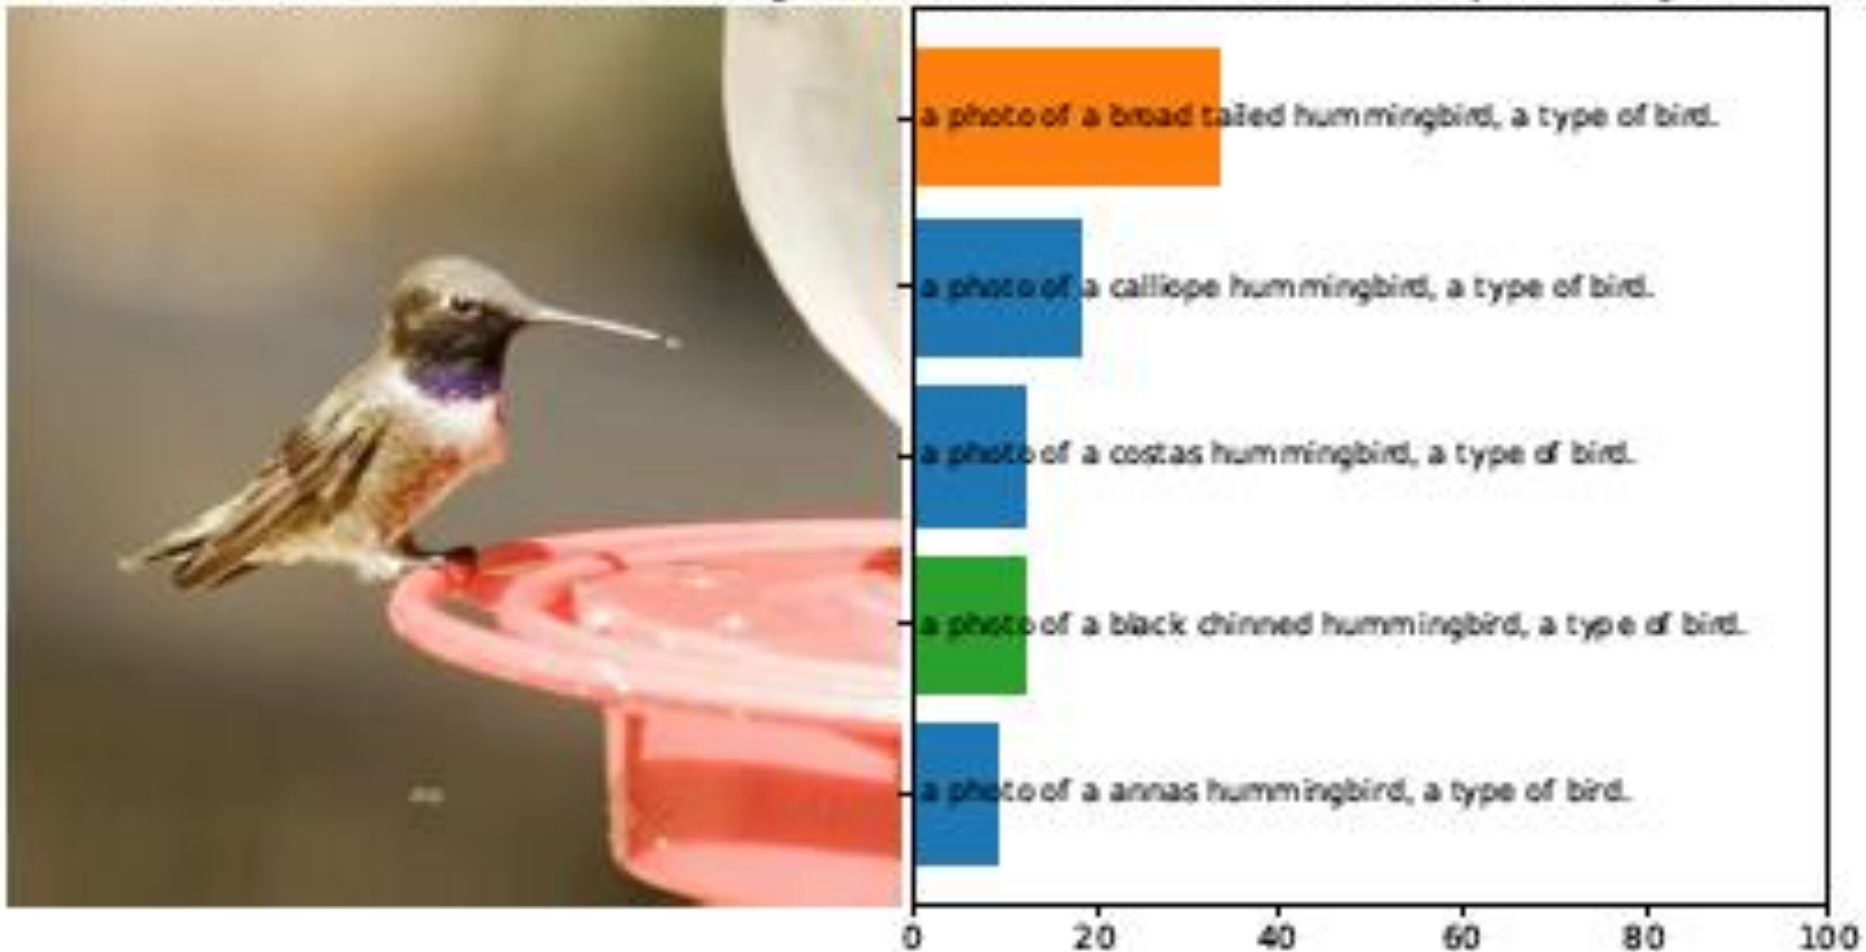 a photo of a broad tailed hummingbird, a type of bird.
a photo of a calliope hummingbird, a type of bird.
a photo of a costas hummingbird, a type of bird.
a photo of a black chinned hummingbird, a type of bird.
a photo of a annas hummingbird, a type of bird.
0 20 40 60 80 100